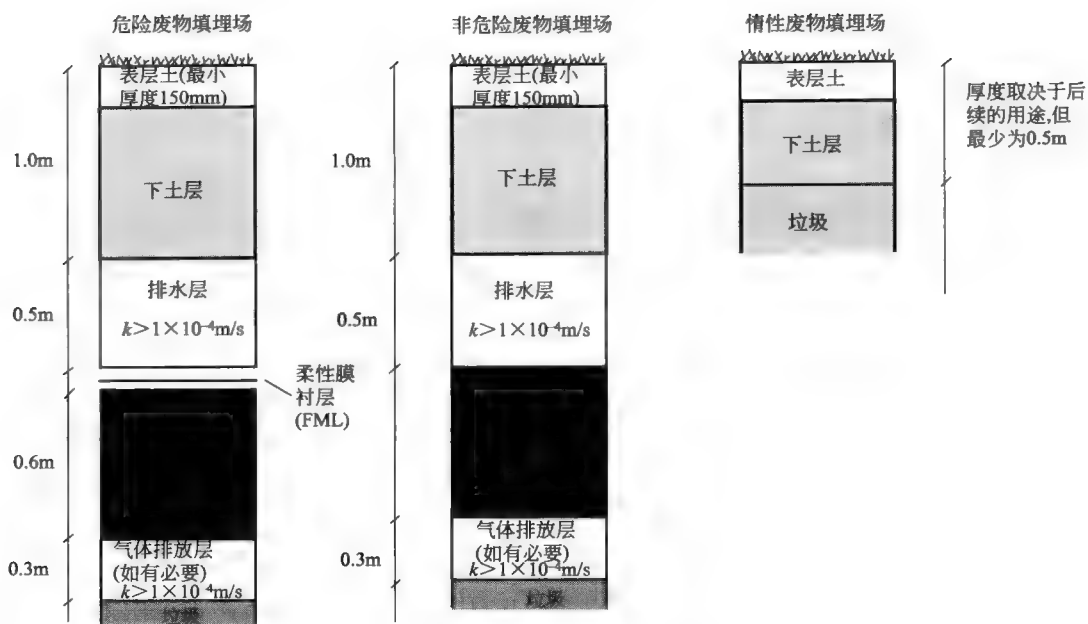 危险废物填埋场
表层土(最小
厚度150mm)
1.0m
下土层
排水层
k>1×10⁻⁴m/s
0.5m
柔性膜
衬层
(FML)
0.6m
气体排放层
(如有必要)
k>1×10⁻⁴m/s
0.3m
垃圾
非危险废物填埋场
表层土(最小
厚度150mm)
1.0m
下土层
排水层
k>1×10⁻⁴m/s
0.5m
气体排放层
(如有必要)
k>1×10⁻⁴m/s
0.3m
垃圾
惰性废物填埋场
表层土
下土层
垃圾
厚度取决于后
续的用途,但
最少为0.5m